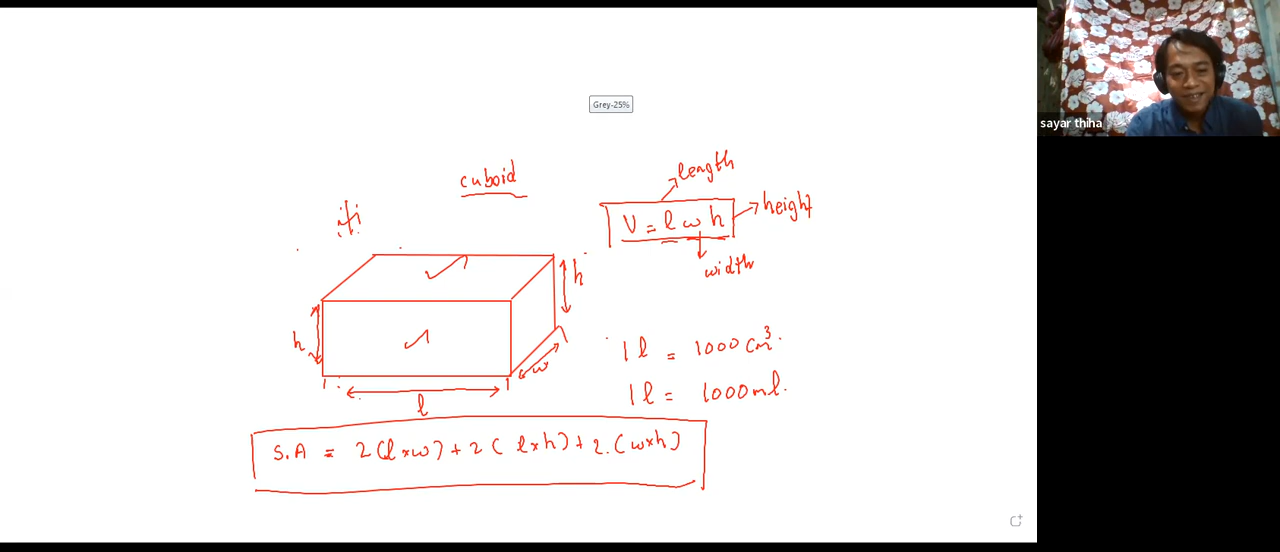 Grey-25%
sayar thiha
cuboid
length
V = l w h
height
width
h
h
w
l
1 l = 1000 cm³.
1 l = 1000 ml.
S.A = 2(l×w) + 2( l×h) + 2.(w×h)